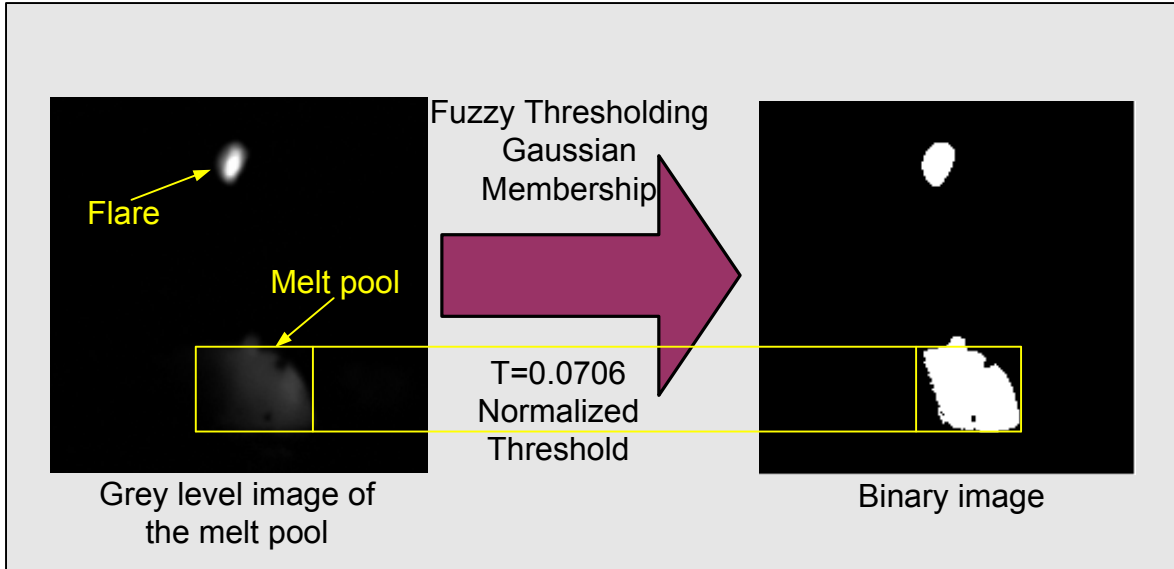 Fuzzy Thresholding
Gaussian
Membership
Flare
Melt pool
T=0.0706
Normalized
Threshold
Grey level image of
the melt pool
Binary image